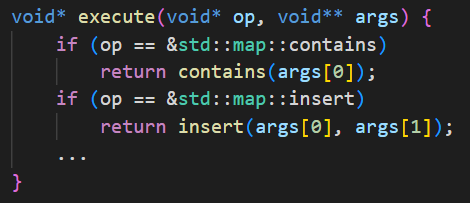 void* execute(void* op, void** args) {
    if (op == &std::map::contains)
        return contains(args[0]);
    if (op == &std::map::insert)
        return insert(args[0], args[1]);
    ...
}